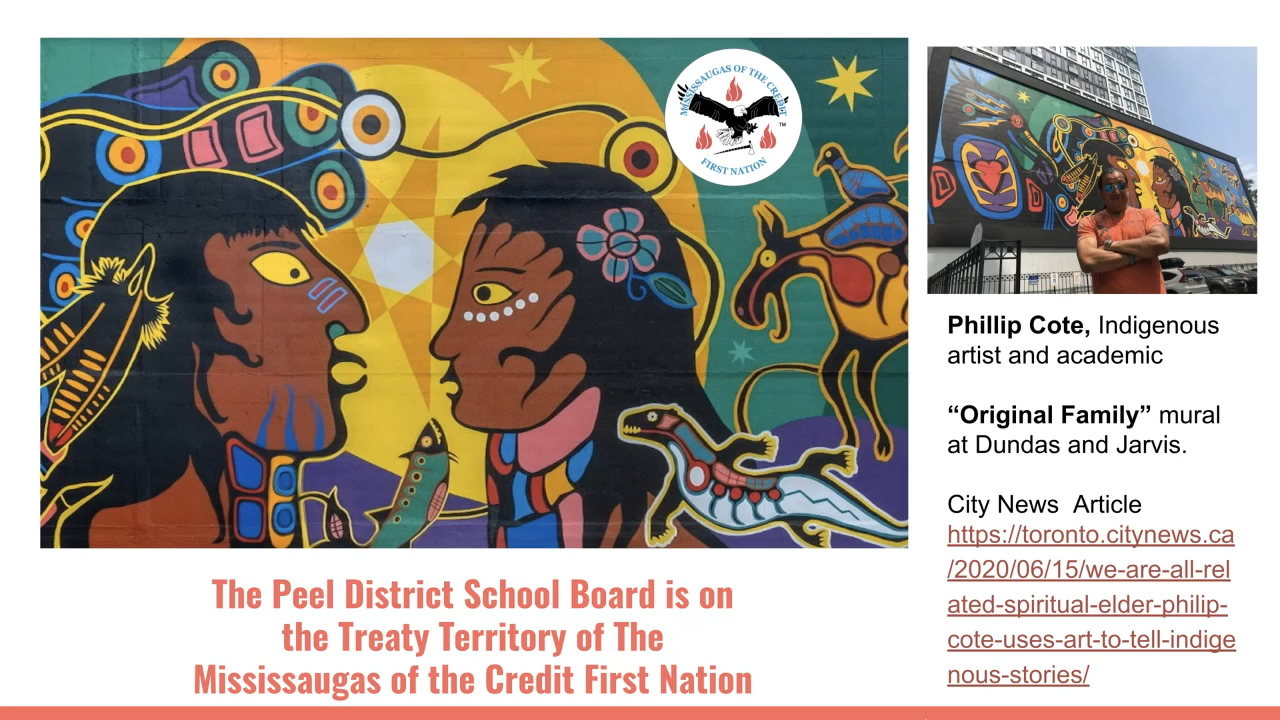 MISSISSAUGAS OF THE CREDIT
TM
FIRST NATION
The Peel District School Board is on
the Treaty Territory of The
Mississaugas of the Credit First Nation
Phillip Cote, Indigenous
artist and academic
“Original Family” mural
at Dundas and Jarvis.
City News  Article
https://toronto.citynews.ca
/2020/06/15/we-are-all-rel
ated-spiritual-elder-philip-
cote-uses-art-to-tell-indige
nous-stories/